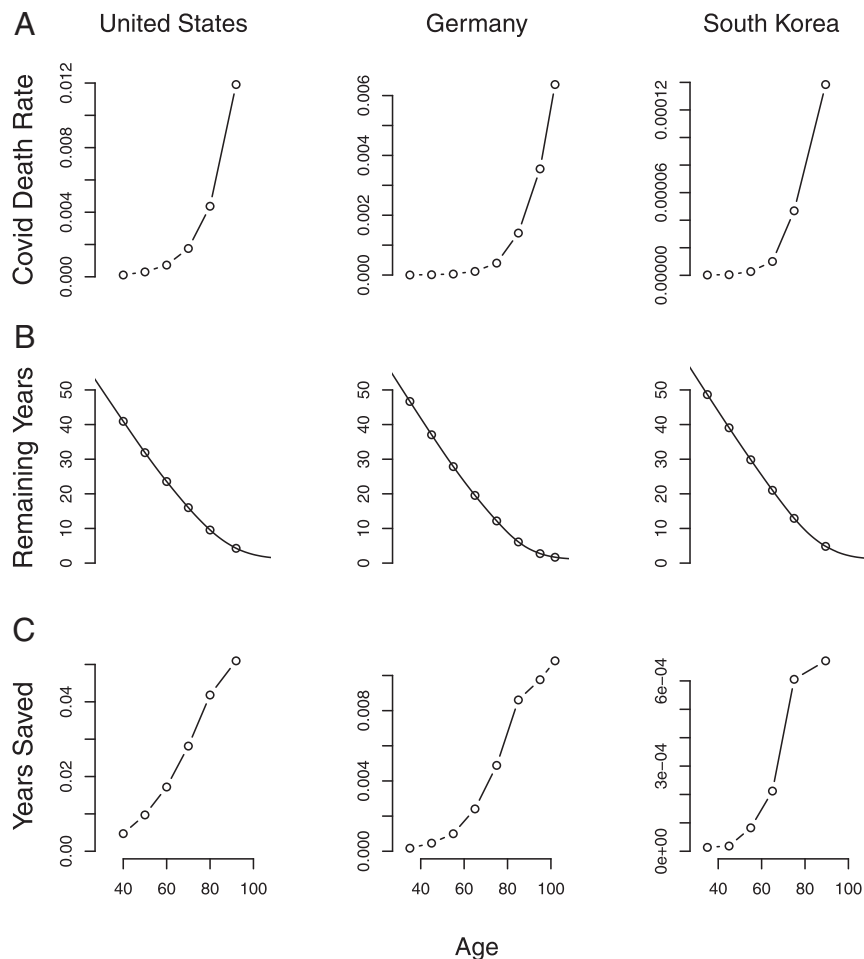 A
United States
Germany
South Korea
Covid Death Rate
0.012
0.008
0.004
0.000
0.006
0.004
0.002
0.000
0.00012
0.00006
0.00000
B
Remaining Years
50
40
30
20
10
0
50
40
30
20
10
0
50
40
30
20
10
0
C
Years Saved
0.04
0.02
0.00
0.008
0.004
0.000
6e−04
3e−04
0e+00
40 60 80 100
40 60 80 100
40 60 80 100
Age